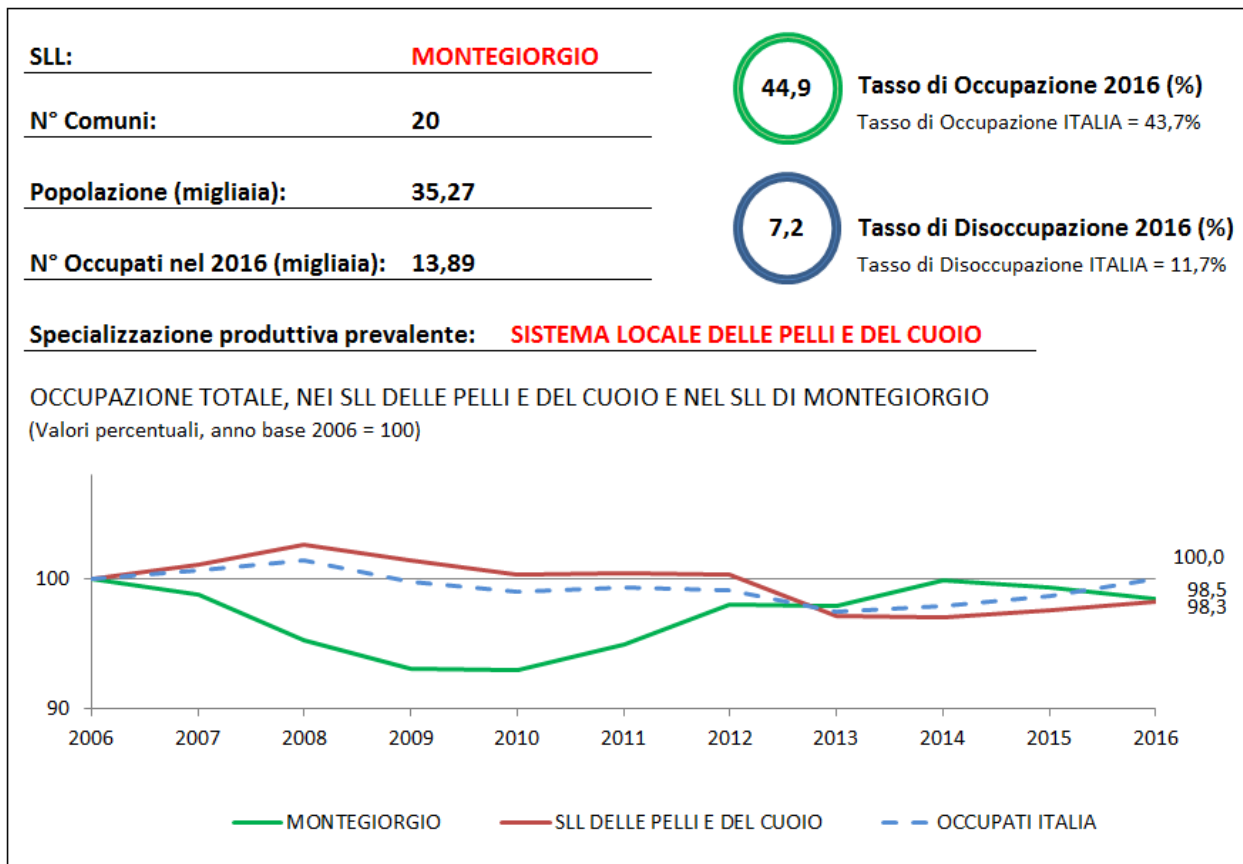 SLL: MONTEGIORGIO
N° Comuni: 20
Popolazione (migliaia): 35,27
N° Occupati nel 2016 (migliaia): 13,89
44,9 Tasso di Occupazione 2016 (%)
Tasso di Occupazione ITALIA = 43,7%
7,2 Tasso di Disoccupazione 2016 (%)
Tasso di Disoccupazione ITALIA = 11,7%
Specializzazione produttiva prevalente: SISTEMA LOCALE DELLE PELLI E DEL CUOIO
OCCUPAZIONE TOTALE, NEI SLL DELLE PELLI E DEL CUOIO E NEL SLL DI MONTEGIORGIO
(Valori percentuali, anno base 2006 = 100)
100
90
100,0
98,5
98,3
2006 2007 2008 2009 2010 2011 2012 2013 2014 2015 2016
MONTEGIORGIO SLL DELLE PELLI E DEL CUOIO OCCUPATI ITALIA